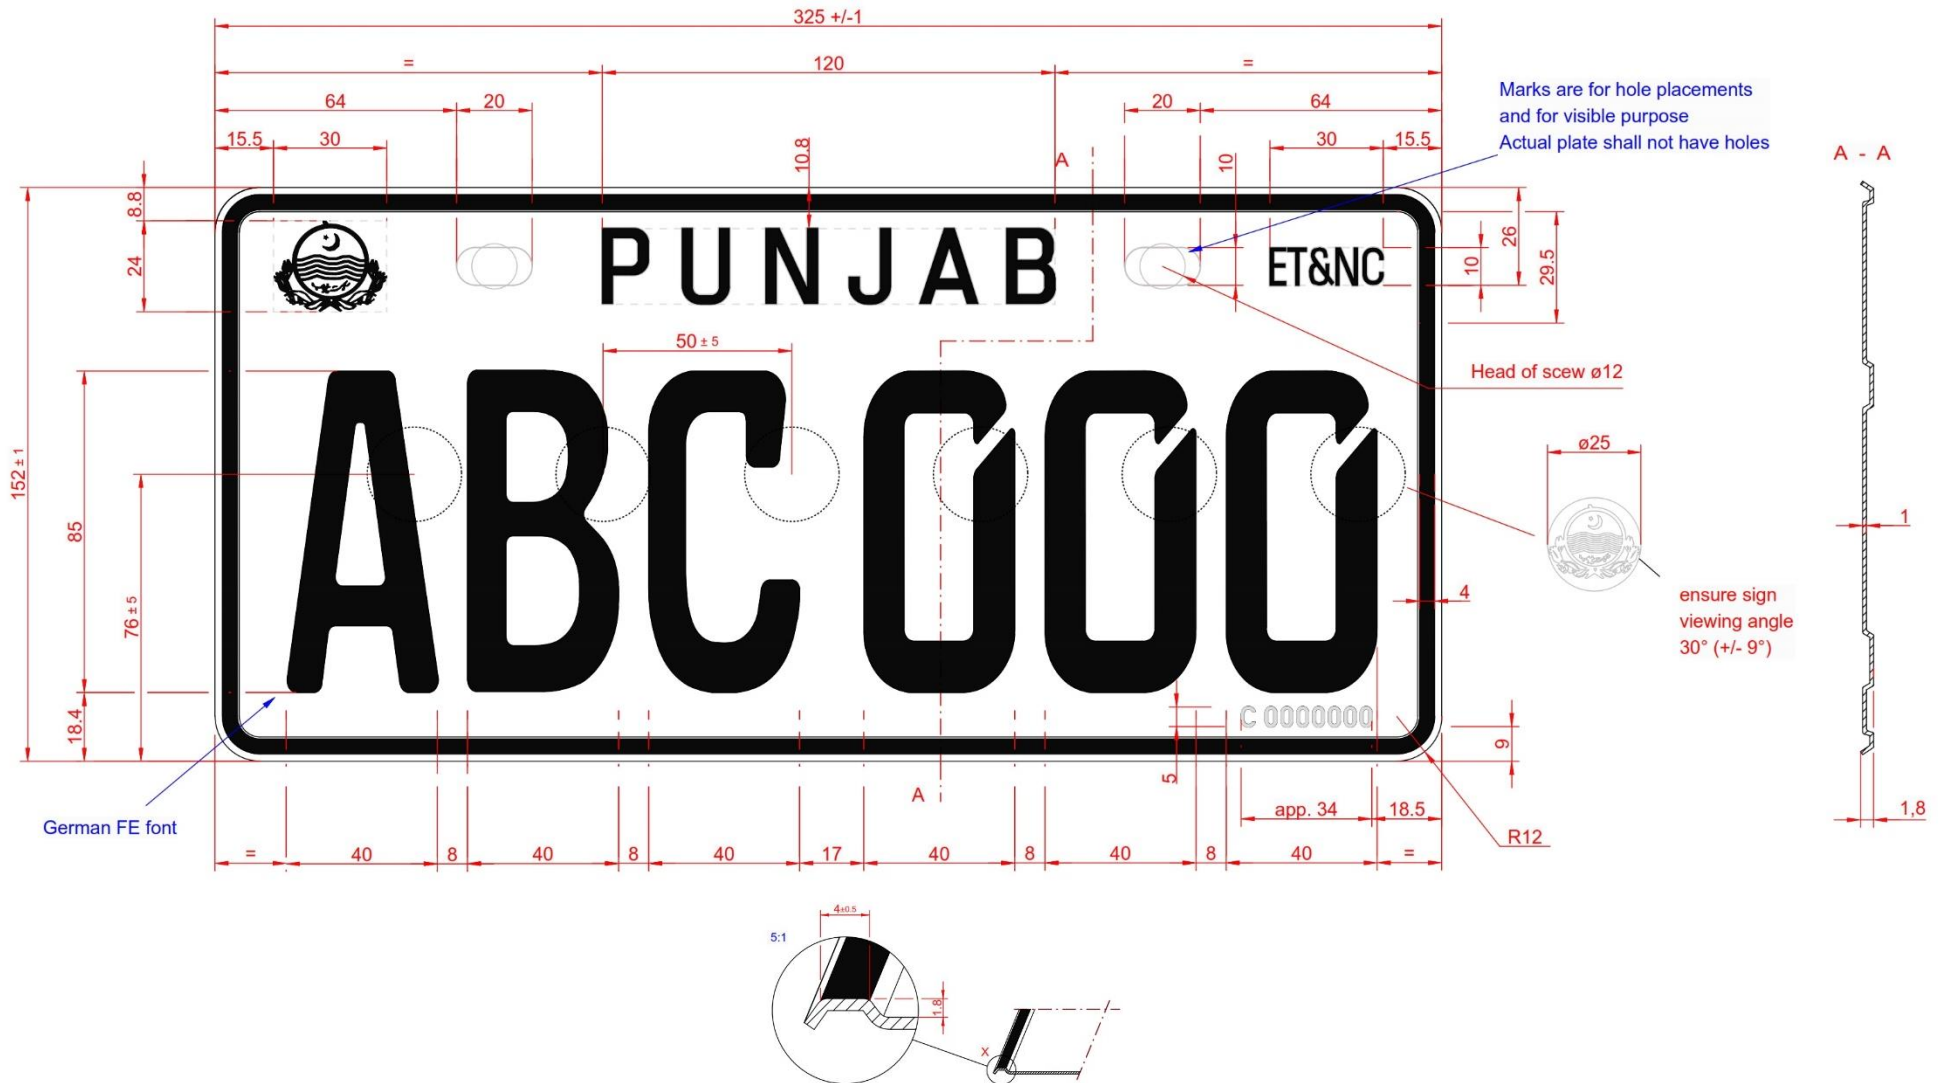 325 +/-1
= 120 =
64 20 20 64
Marks are for hole placements
and for visible purpose
Actual plate shall not have holes
15.5 30 10.8 A 10 30 15.5
A - A
8.8
24
PUNJAB
ET&NC
26
10
29.5
50 ± 5
Head of scew ø12
152 ± 1
85
76 ± 5
18.4
ABC 000
ø25
1
4
ensure sign
viewing angle
30° (+/- 9°)
C 0000000
5
9
A
app. 34 18.5
1,8
German FE font
R12
= 40 8 40 8 40 17 40 8 40 8 40 =
4±0.5
5:1
1.8
X